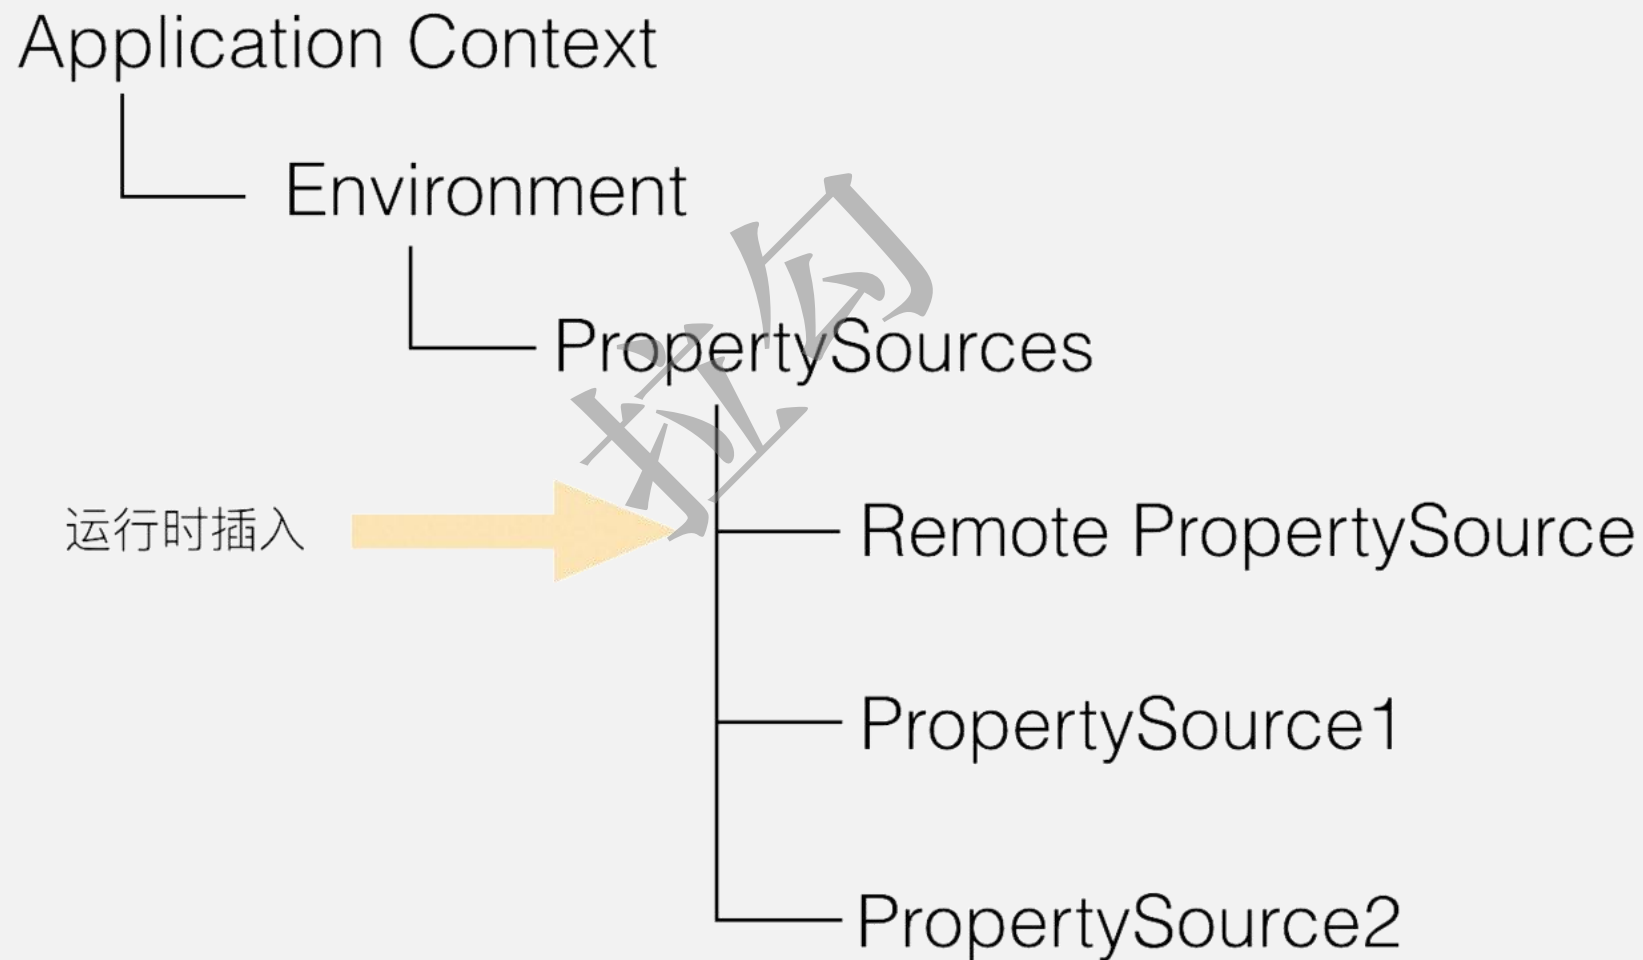 Application Context
Environment
PropertySources
拉勾
运行时插入
Remote PropertySource
PropertySource1
PropertySource2